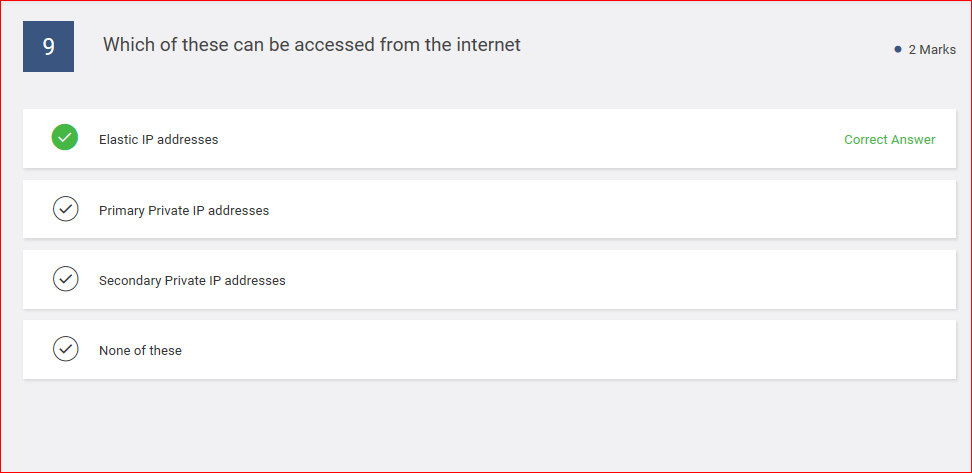 9
Which of these can be accessed from the internet
2 Marks
Elastic IP addresses
Correct Answer
Primary Private IP addresses
Secondary Private IP addresses
None of these